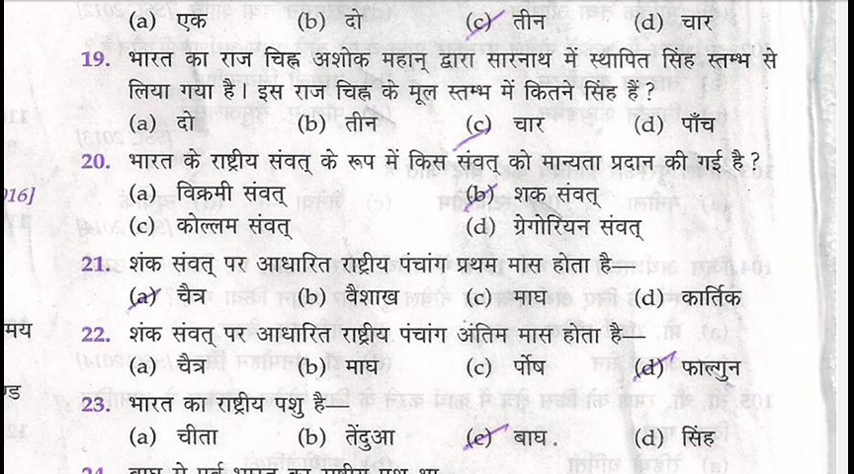 (a) एक (b) दो (c) तीन (d) चार
19. भारत का राज चिह्न अशोक महान् द्वारा सारनाथ में स्थापित सिंह स्तम्भ से
लिया गया है। इस राज चिह्न के मूल स्तम्भ में कितने सिंह हैं?
(a) दो (b) तीन (c) चार (d) पाँच
20. भारत के राष्ट्रीय संवत् के रूप में किस संवत् को मान्यता प्रदान की गई है?
016]
(a) विक्रमी संवत् (b) शक संवत्
(c) कोल्लम संवत् (d) ग्रेगोरियन संवत्
21. शंक संवत् पर आधारित राष्ट्रीय पंचांग प्रथम मास होता है—
(a) चैत्र (b) वैशाख (c) माघ (d) कार्तिक
मय
22. शंक संवत् पर आधारित राष्ट्रीय पंचांग अंतिम मास होता है—
(a) चैत्र (b) माघ (c) पौष (d) फाल्गुन
ण्ड
23. भारत का राष्ट्रीय पशु है—
(a) चीता (b) तेंदुआ (c) बाघ . (d) सिंह